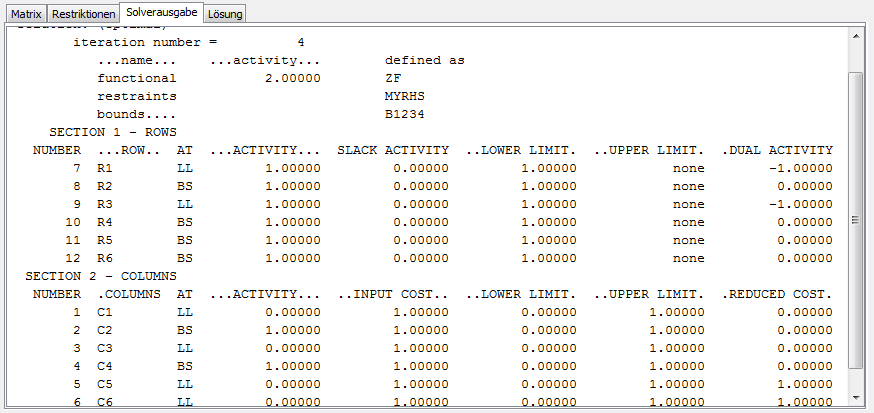 Matrix Restriktionen Solverausgabe Lösung
iteration number = 4
...name... ...activity... defined as
functional 2.00000 ZF
restraints MYRHS
bounds.... B1234
SECTION 1 - ROWS
NUMBER ...ROW.. AT ...ACTIVITY... SLACK ACTIVITY ..LOWER LIMIT. ..UPPER LIMIT. .DUAL ACTIVITY
7 R1 LL 1.00000 0.00000 1.00000 none -1.00000
8 R2 BS 1.00000 0.00000 1.00000 none 0.00000
9 R3 LL 1.00000 0.00000 1.00000 none -1.00000
10 R4 BS 1.00000 0.00000 1.00000 none 0.00000
11 R5 BS 1.00000 0.00000 1.00000 none 0.00000
12 R6 BS 1.00000 0.00000 1.00000 none 0.00000
SECTION 2 - COLUMNS
NUMBER .COLUMNS AT ...ACTIVITY... ..INPUT COST.. ..LOWER LIMIT. ..UPPER LIMIT. .REDUCED COST.
1 C1 LL 0.00000 1.00000 0.00000 1.00000 0.00000
2 C2 BS 1.00000 1.00000 0.00000 1.00000 0.00000
3 C3 LL 0.00000 1.00000 0.00000 1.00000 0.00000
4 C4 BS 1.00000 1.00000 0.00000 1.00000 0.00000
5 C5 LL 0.00000 1.00000 0.00000 1.00000 1.00000
6 C6 LL 0.00000 1.00000 0.00000 1.00000 1.00000